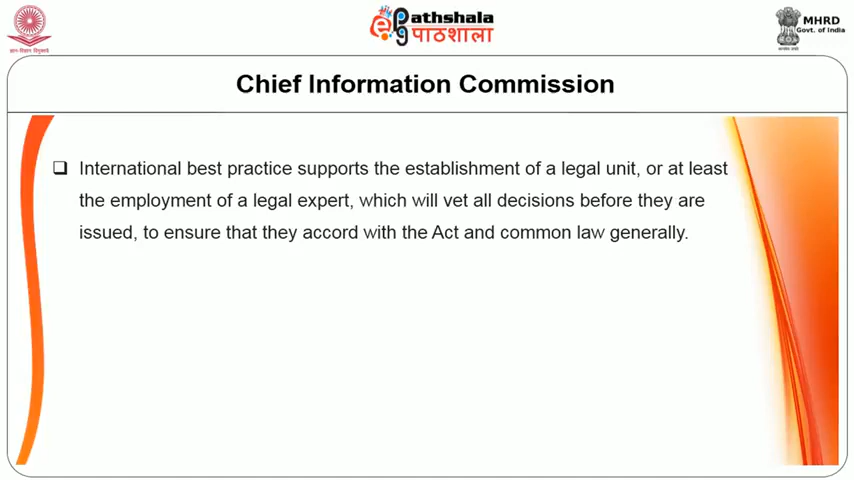 ePathshala
पाठशाला
MHRD
Govt. of India
Chief Information Commission
❑ International best practice supports the establishment of a legal unit, or at least
the employment of a legal expert, which will vet all decisions before they are
issued, to ensure that they accord with the Act and common law generally.